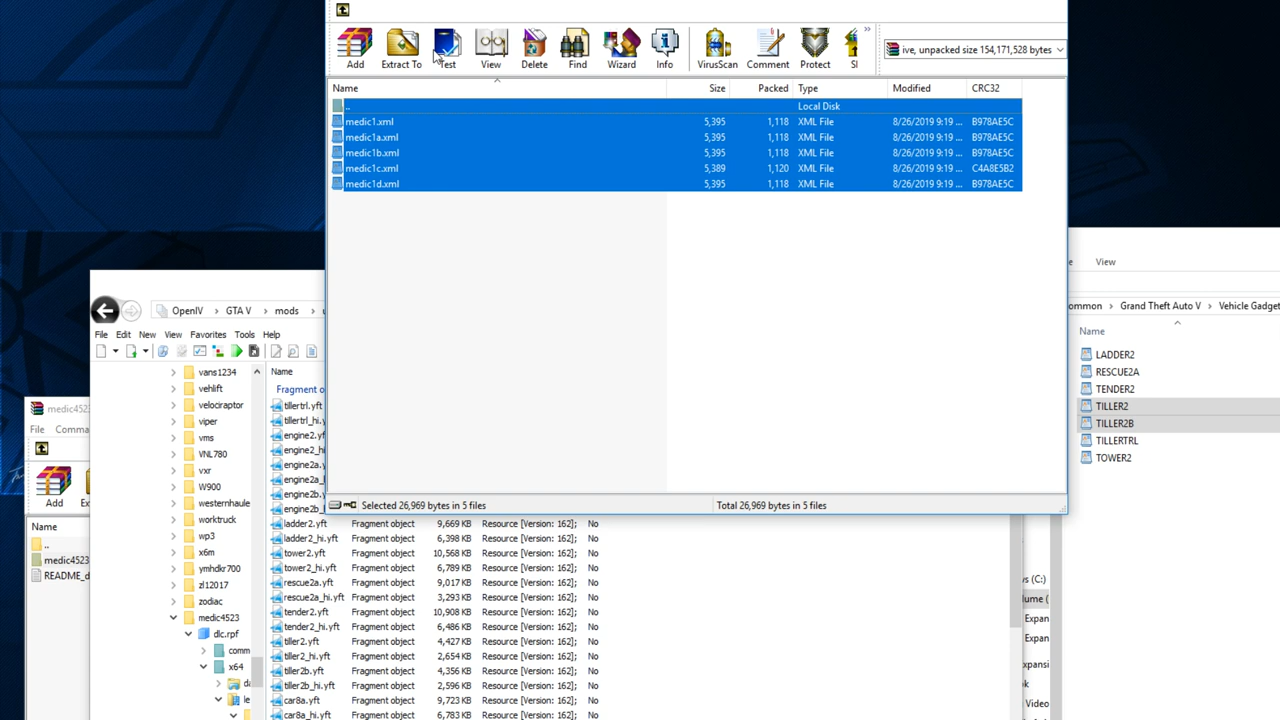 Add Extract To Test View Delete Find Wizard Info VirusScan Comment Protect SI »
ive, unpacked size 154,171,528 bytes
Name Size Packed Type Modified CRC32
.. Local Disk
medic1.xml 5,395 1,118 XML File 8/26/2019 9:19 ... B978AE5C
medic1a.xml 5,395 1,118 XML File 8/26/2019 9:19 ... B978AE5C
medic1b.xml 5,395 1,118 XML File 8/26/2019 9:19 ... B978AE5C
medic1c.xml 5,389 1,120 XML File 8/26/2019 9:19 ... C4A8E5B2
medic1d.xml 5,395 1,118 XML File 8/26/2019 9:19 ... B978AE5C
Selected 26,969 bytes in 5 files Total 26,969 bytes in 5 files
OpenIV > GTA V > mods >
File Edit New View Favorites Tools Help
vans1234
vehlift
velociraptor
viper
vms
VNL780
vxr
W900
westernhaule
worktruck
wp3
x6m
ymhdkr700
zl12017
zodiac
medic4523
dlc.rpf
comm
x64
da
le
Name
Fragment o
tillertrl.yft
tillertrl_hi.
engine2.yf
engine2_hi
engine2a.y
engine2a_
engine2b.y
engine2b_h
ladder2.yft Fragment object 9,669 KB Resource [Version: 162]; No
ladder2_hi.yft Fragment object 6,398 KB Resource [Version: 162]; No
tower2.yft Fragment object 10,568 KB Resource [Version: 162]; No
tower2_hi.yft Fragment object 6,789 KB Resource [Version: 162]; No
rescue2a.yft Fragment object 9,017 KB Resource [Version: 162]; No
rescue2a_hi.yft Fragment object 3,293 KB Resource [Version: 162]; No
tender2.yft Fragment object 10,908 KB Resource [Version: 162]; No
tender2_hi.yft Fragment object 6,486 KB Resource [Version: 162]; No
tiller2.yft Fragment object 4,427 KB Resource [Version: 162]; No
tiller2_hi.yft Fragment object 2,654 KB Resource [Version: 162]; No
tiller2b.yft Fragment object 4,356 KB Resource [Version: 162]; No
tiller2b_hi.yft Fragment object 2,596 KB Resource [Version: 162]; No
car8a.yft Fragment object 9,723 KB Resource [Version: 162]; No
car8a_hi.yft Fragment object 6,783 KB Resource [Version: 162]; No
medic452
File Comma
Add Ex
Name
..
medic4523
README_d
e View
ommon > Grand Theft Auto V > Vehicle Gadget
Name
LADDER2
RESCUE2A
TENDER2
TILLER2
TILLER2B
TILLERTRL
TOWER2
ys (C:)
lume (
Expan
Expan
xpansi
ok
Video
Expan